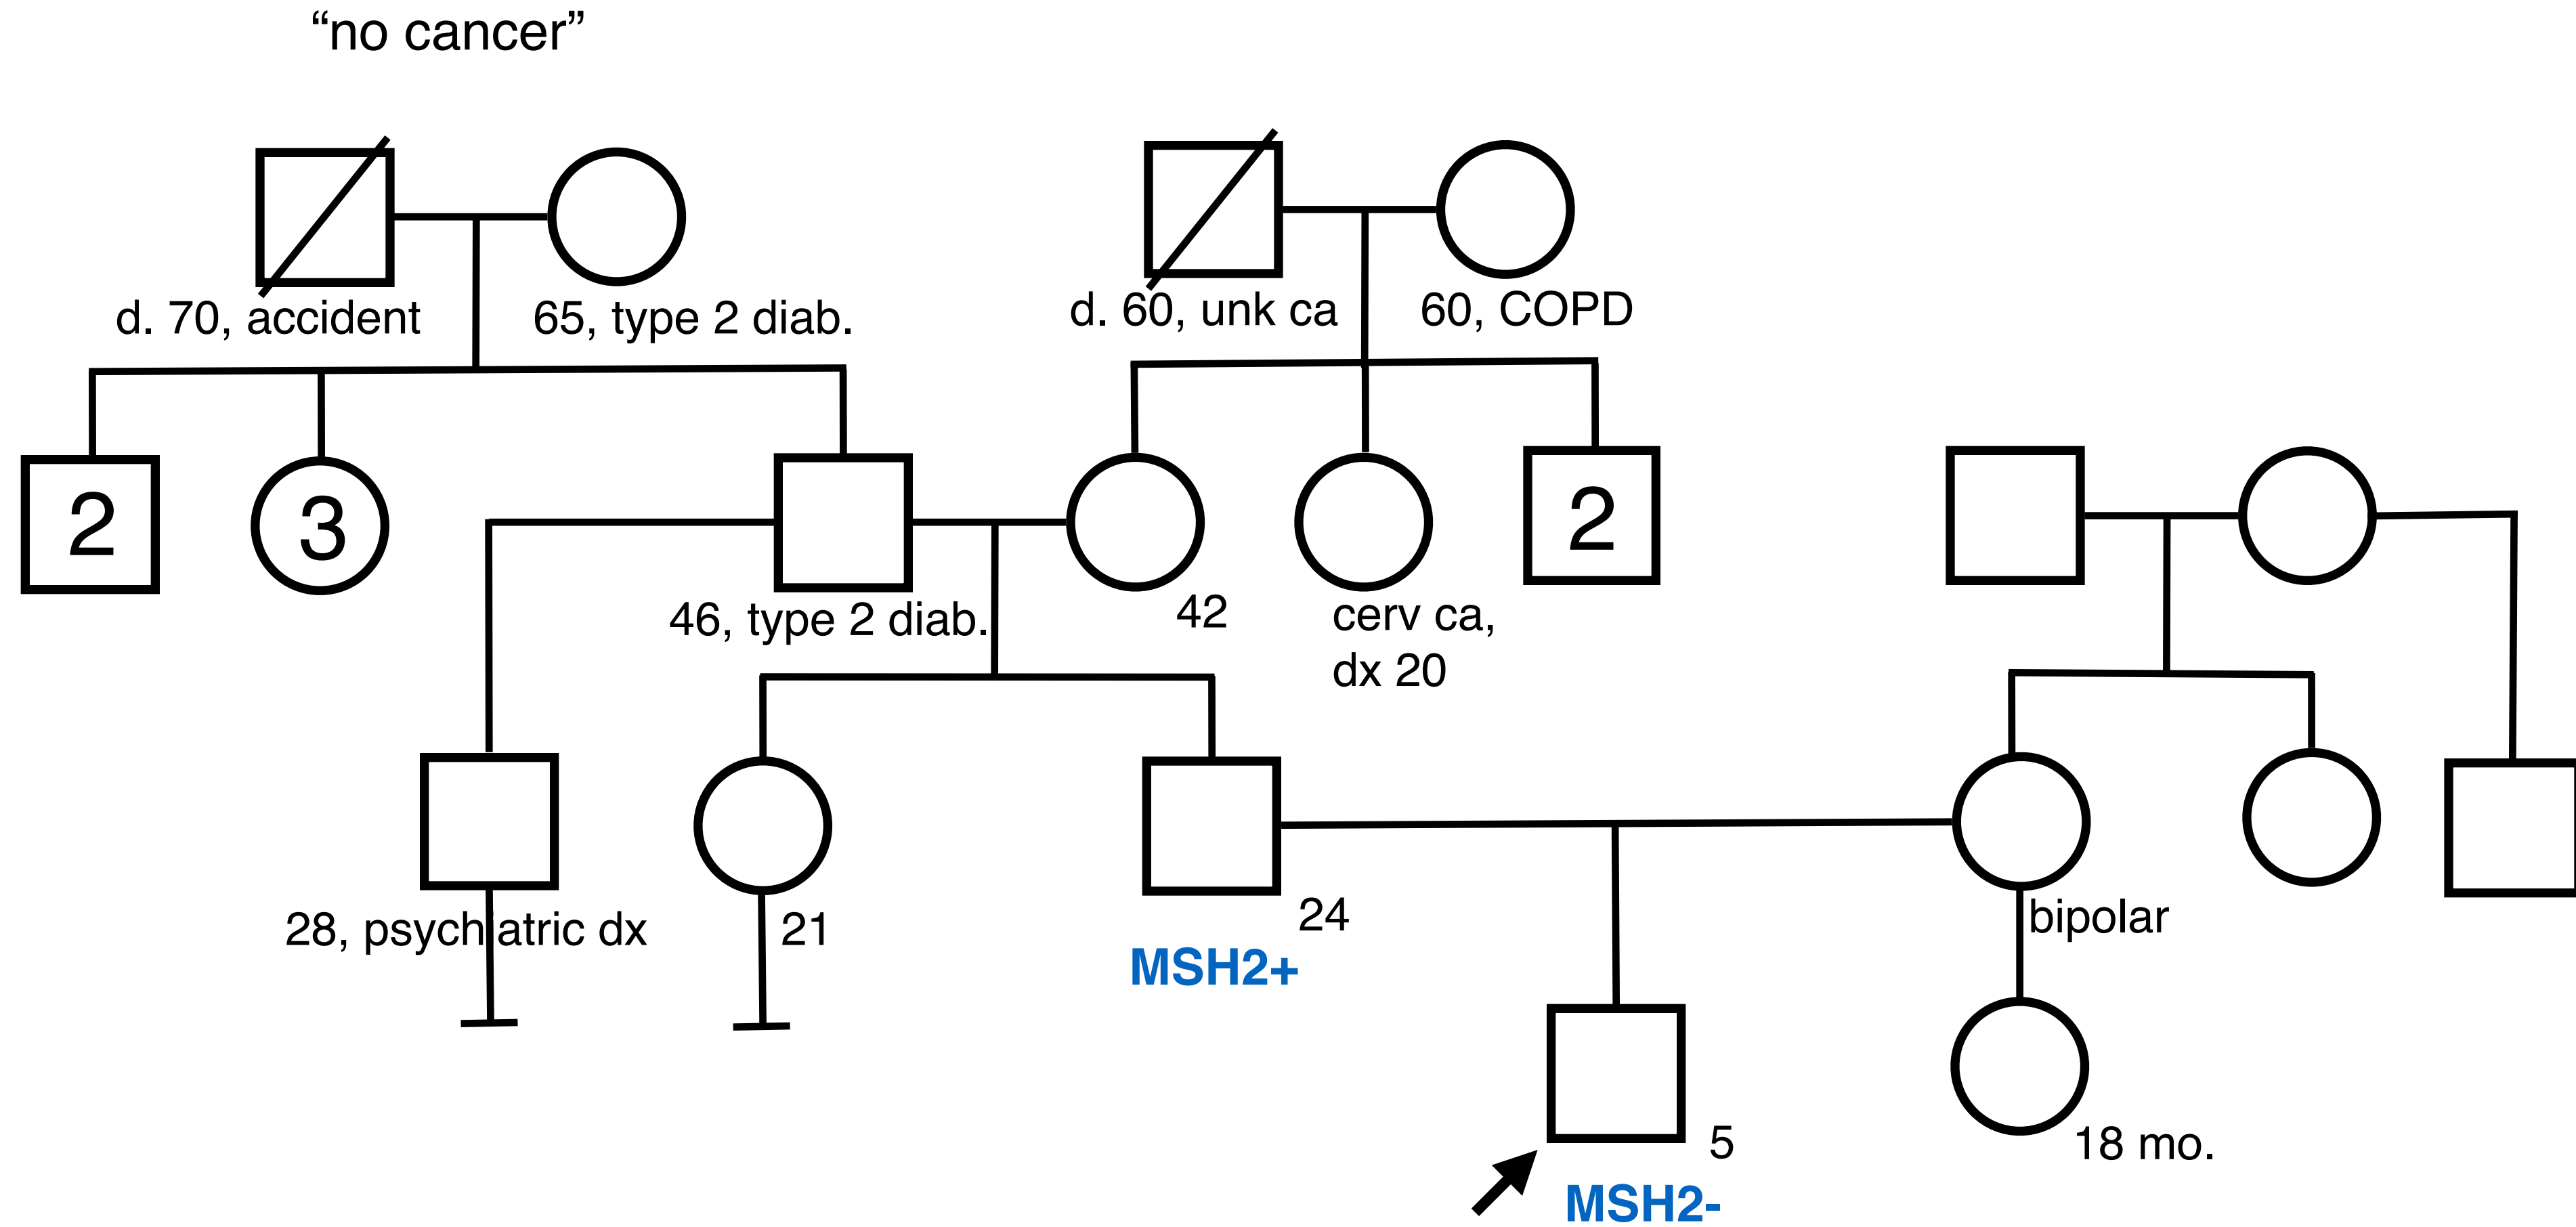 “no cancer”
d. 70, accident
65, type 2 diab.
d. 60, unk ca
60, COPD
2
3
46, type 2 diab.
42
cerv ca,
dx 20
2
28, psychiatric dx
21
24
MSH2+
bipolar
5
MSH2-
18 mo.